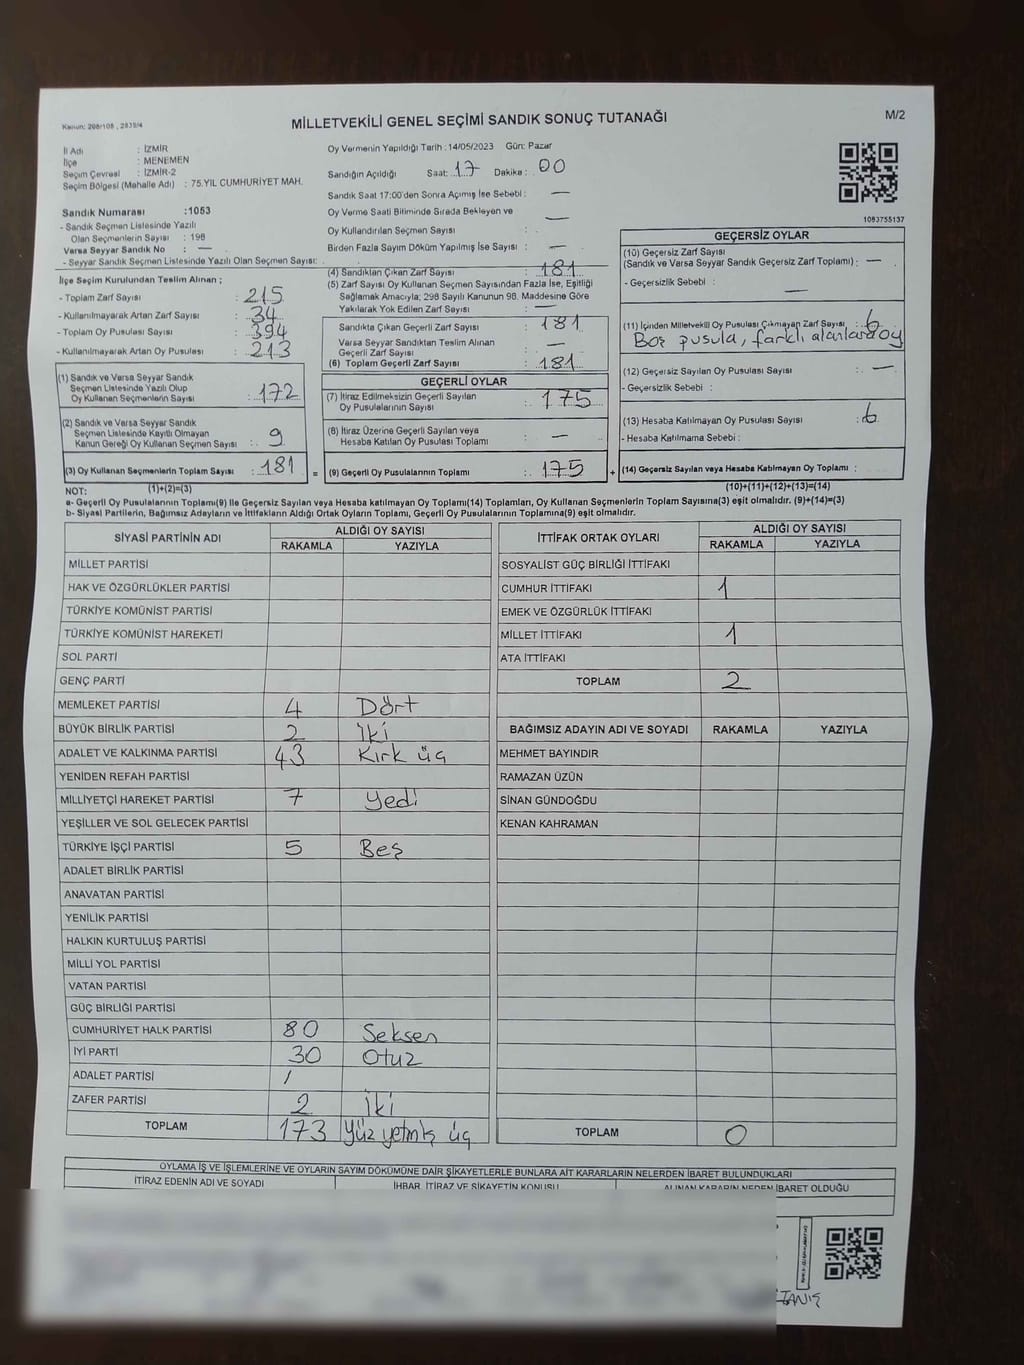 Kanun: 298/105 , 2839/4
MİLLETVEKİLİ GENEL SEÇİMİ SANDIK SONUÇ TUTANAĞI
M/2
İl Adı : İZMİR
İlçe : MENEMEN
Seçim Çevresi : İZMİR-2
Seçim Bölgesi (Mahalle Adı) : 75.YIL CUMHURİYET MAH.
Sandık Numarası :1053
- Sandık Seçmen Listesinde Yazılı
Olan Seçmenlerin Sayısı : 198
Varsa Seyyar Sandık No : —
- Seyyar Sandık Seçmen Listesinde Yazılı Olan Seçmen Sayısı:
Oy Vermenin Yapıldığı Tarih :14/05/2023 Gün: Pazar
Sandığın Açıldığı Saat: 17 Dakika : 00
Sandık Saat 17:00'den Sonra Açımış İse Sebebi : —
Oy Verme Saati Bitiminde Sırada Bekleyen ve
Oy Kullandırılan Seçmen Sayısı : —
Birden Fazla Sayım Döküm Yapılmış İse Sayısı : —
1083755137
İlçe Seçim Kurulundan Teslim Alınan ;
- Toplam Zarf Sayısı : 215
- Kullanılmayarak Artan Zarf Sayısı : 34
- Toplam Oy Pusulası Sayısı : 394
- Kullanılmayarak Artan Oy Pusulası : 213
(1) Sandık ve Varsa Seyyar Sandık
Seçmen Listesinde Yazılı Olup
Oy Kullanan Seçmenlerin Sayısı : 172
(2) Sandık ve Varsa Seyyar Sandık
Seçmen Listesinde Kayıtlı Olmayan
Kanun Gereği Oy Kullanan Seçmen Sayısı : 9
(3) Oy Kullanan Seçmenlerin Toplam Sayısı : 181 =
(1)+(2)=(3)
(4) Sandıktan Çıkan Zarf Sayısı : 181
(5) Zarf Sayısı Oy Kullanan Seçmen Sayısından Fazla İse, Eşitliği
Sağlamak Amacıyla; 298 Sayılı Kanunun 98. Maddesine Göre
Yakılarak Yok Edilen Zarf Sayısı : —
Sandıkta Çıkan Geçerli Zarf Sayısı : 181
Varsa Seyyar Sandıktan Teslim Alınan
Geçerli Zarf Sayısı : —
(6) Toplam Geçerli Zarf Sayısı : 181
GEÇERLİ OYLAR
(7) İtiraz Edilmeksizin Geçerli Sayılan
Oy Pusulalarının Sayısı : 175
(8) İtiraz Üzerine Geçerli Sayılan veya
Hesaba Katılan Oy Pusulası Toplamı : —
(9) Geçerli Oy Pusulalarının Toplamı : 175 +
GEÇERSİZ OYLAR
(10) Geçersiz Zarf Sayısı
(Sandık ve Varsa Seyyar Sandık Geçersiz Zarf Toplamı) : —
- Geçersizlik Sebebi : —
(11) İçinden Milletvekili Oy Pusulası Çıkmayan Zarf Sayısı : 6
Boş pusula, farklı alanlara oy
(12) Geçersiz Sayılan Oy Pusulası Sayısı : —
- Geçersizlik Sebebi :
(13) Hesaba Katılmayan Oy Pusulası Sayısı : 6
- Hesaba Katılmama Sebebi :
(14) Geçersiz Sayılan veya Hesaba Katılmayan Oy Toplamı :
(10)+(11)+(12)+(13)=(14)
NOT:
a- Geçerli Oy Pusulalarının Toplamı(9) ile Geçersiz Sayılan veya Hesaba katılmayan Oy Toplamı(14) Toplamları, Oy Kullanan Seçmenlerin Toplam Sayısına(3) eşit olmalıdır. (9)+(14)=(3)
b- Siyasi Partilerin, Bağımsız Adayların ve İttifakların Aldığı Ortak Oyların Toplamı, Geçerli Oy Pusulalarının Toplamına(9) eşit olmalıdır.
SİYASİ PARTİNİN ADI ALDIĞI OY SAYISI
RAKAMLA YAZIYLA
MİLLET PARTİSİ
HAK VE ÖZGÜRLÜKLER PARTİSİ
TÜRKİYE KOMÜNİST PARTİSİ
TÜRKİYE KOMÜNİST HAREKETİ
SOL PARTİ
GENÇ PARTİ
MEMLEKET PARTİSİ 4 Dört
BÜYÜK BİRLİK PARTİSİ 2 İki
ADALET VE KALKINMA PARTİSİ 43 Kırk üç
YENİDEN REFAH PARTİSİ
MİLLİYETÇİ HAREKET PARTİSİ 7 Yedi
YEŞİLLER VE SOL GELECEK PARTİSİ
TÜRKİYE İŞÇİ PARTİSİ 5 Beş
ADALET BİRLİK PARTİSİ
ANAVATAN PARTİSİ
YENİLİK PARTİSİ
HALKIN KURTULUŞ PARTİSİ
MİLLİ YOL PARTİSİ
VATAN PARTİSİ
GÜÇ BİRLİĞİ PARTİSİ
CUMHURİYET HALK PARTİSİ 80 Seksen
İYİ PARTİ 30 Otuz
ADALET PARTİSİ /
ZAFER PARTİSİ 2 İki
TOPLAM 173 Yüz yetmiş üç
İTTİFAK ORTAK OYLARI ALDIĞI OY SAYISI
RAKAMLA YAZIYLA
SOSYALİST GÜÇ BİRLİĞİ İTTİFAKI
CUMHUR İTTİFAKI 1
EMEK VE ÖZGÜRLÜK İTTİFAKI
MİLLET İTTİFAKI 1
ATA İTTİFAKI
TOPLAM 2
BAĞIMSIZ ADAYIN ADI VE SOYADI RAKAMLA YAZIYLA
MEHMET BAYINDIR
RAMAZAN ÜZÜN
SİNAN GÜNDOĞDU
KENAN KAHRAMAN
TOPLAM 0
OYLAMA İŞ VE İŞLEMLERİNE VE OYLARIN SAYIM DÖKÜMÜNE DAİR ŞİKAYETLERLE BUNLARA AİT KARARLARIN NELERDEN İBARET BULUNDUKLARI
İTİRAZ EDENİN ADI VE SOYADI İHBAR, İTİRAZ VE ŞİKAYETİN KONUSU ALINAN KARARIN NEDEN İBARET OLDUĞU